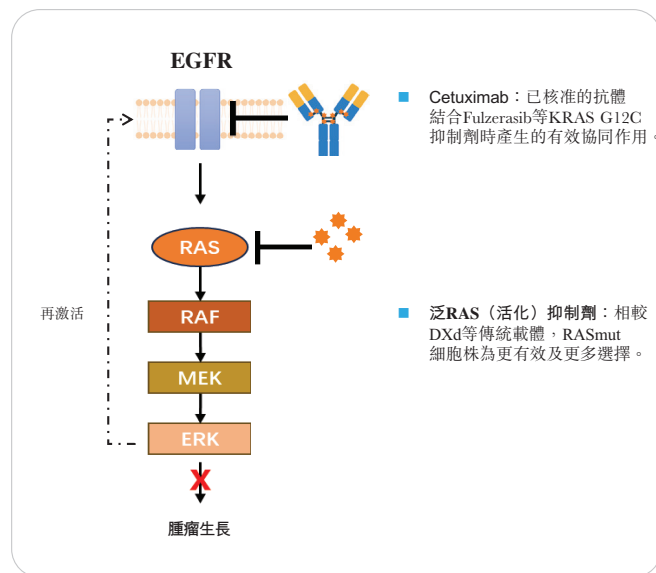 EGFR
Cetuximab：已核准的抗體
結合Fulzerasib等KRAS G12C
抑制劑時產生的有效協同作用。
RAS
再激活
RAF
泛RAS（活化）抑制劑：相較
DXd等傳統載體，RASmut
細胞株為更有效及更多選擇。
MEK
ERK
X
腫瘤生長